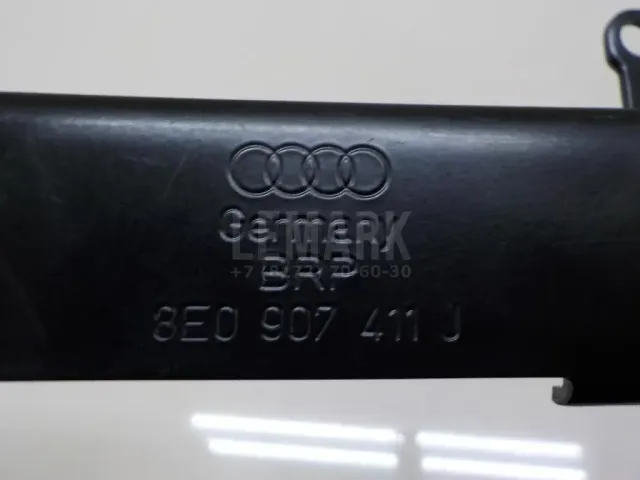 Germany
LEMARK
BRP
8E0 907 411 J